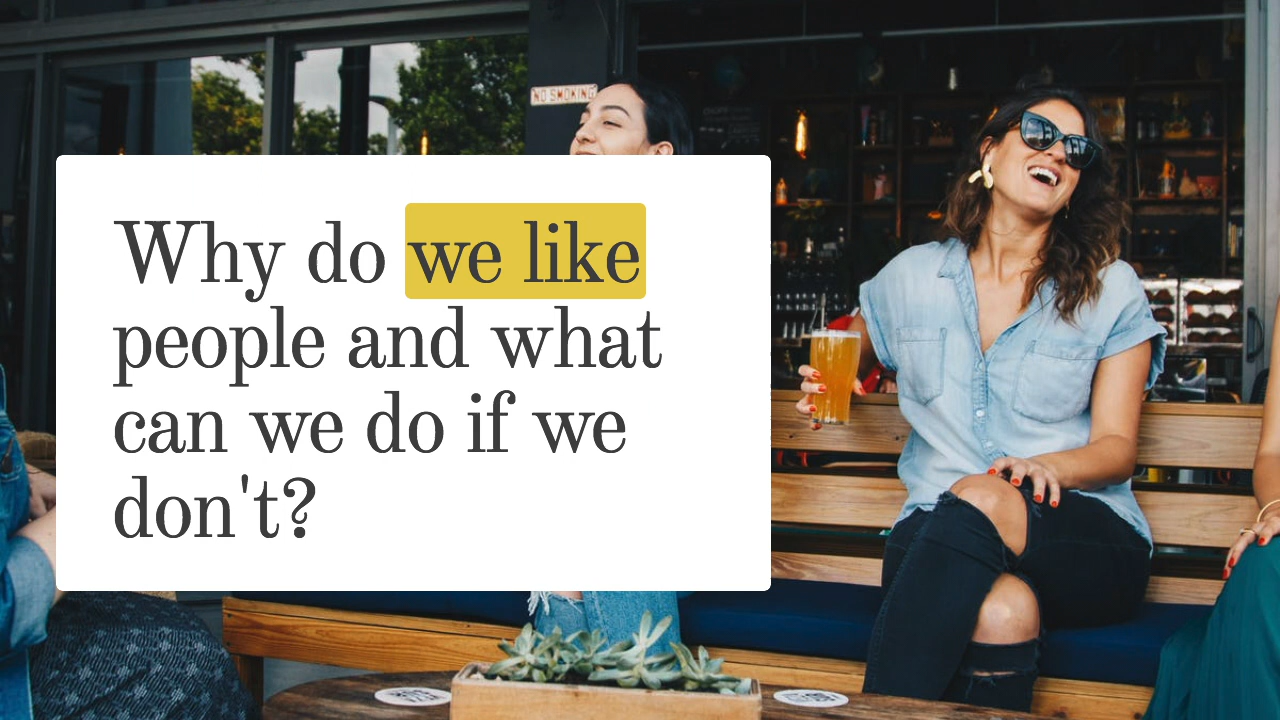 NO SMOKING
Why do we like
people and what
can we do if we
don't?